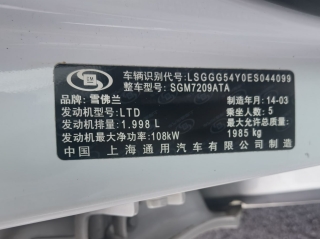 车辆识别代号:LSGGG54Y0ES044099
整车型号:SGM7209ATA
品牌:雪佛兰 制造年月:14-03
发动机型号:LTD 乘坐人数:5
发动机排量:1.998 L 最大允许总质量:
发动机最大净功率:108kW 1985 kg
中国 上海通用汽车有限公司